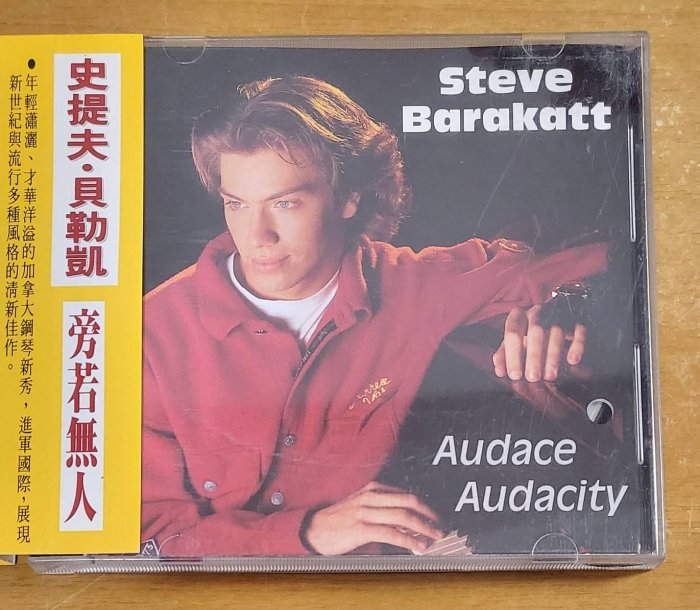 史提夫·貝勒凱
旁若無人
●年輕瀟灑、才華洋溢的加拿大鋼琴新秀，進軍國際，展現
新世紀與流行多種風格的清新佳作。
Steve
Barakatt
Audace
Audacity